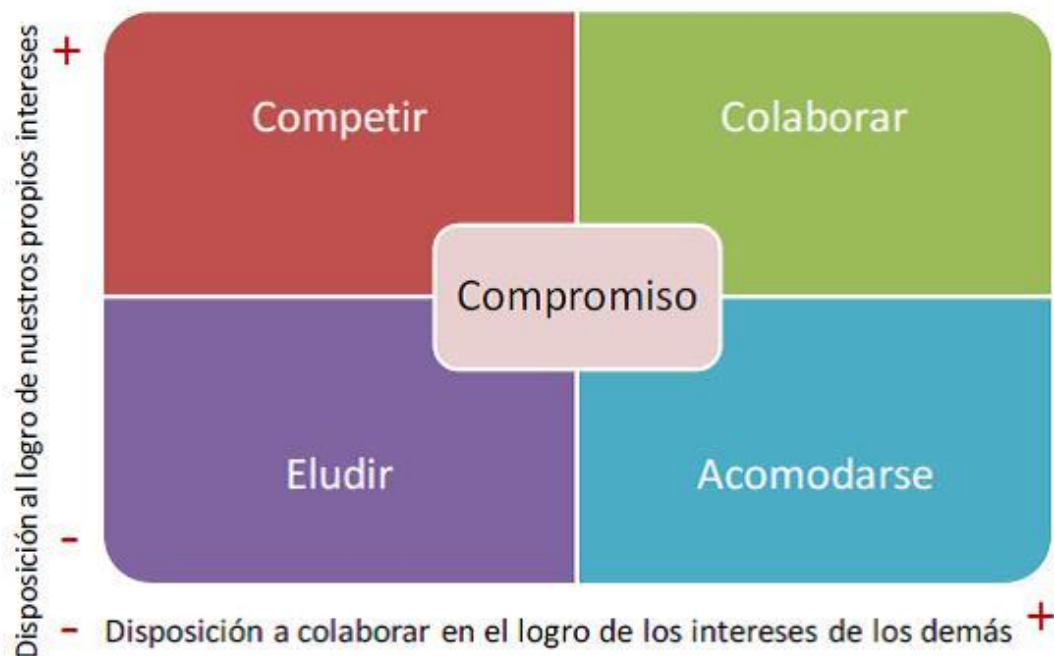 Disposición al logro de nuestros propios intereses
+
Competir
Colaborar
Compromiso
Eludir
Acomodarse
-
- Disposición a colaborar en el logro de los intereses de los demás +